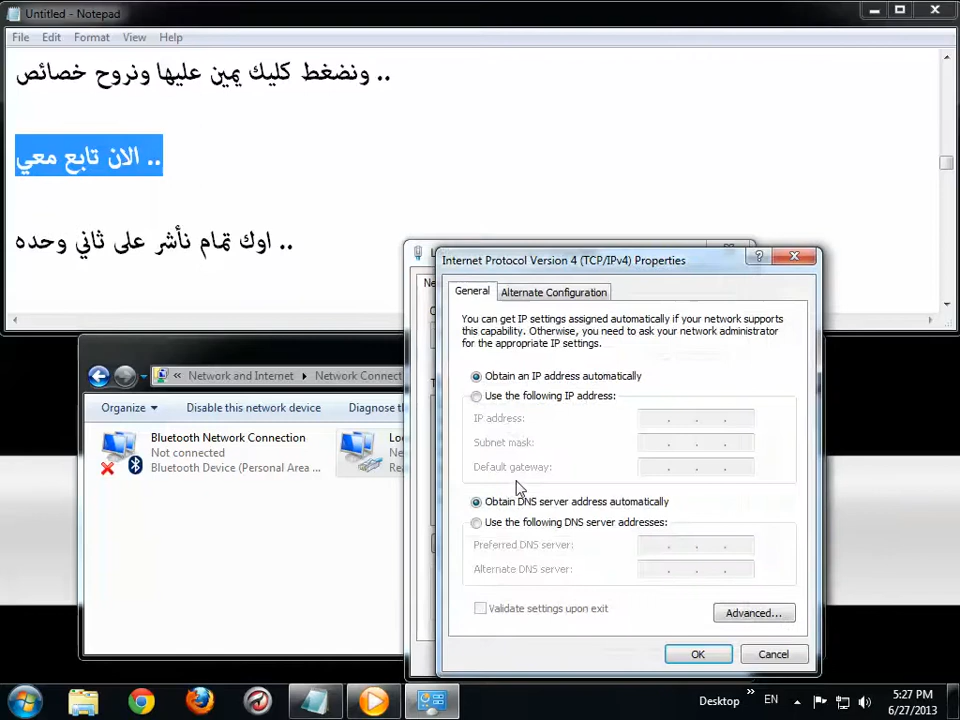 Untitled - Notepad
File Edit Format View Help
ونضغط كليك يمين عليها ونروح خصائص ..
الان تابع معي ..
اوك تمام نأشر على ثاني وحده ..
Internet Protocol Version 4 (TCP/IPv4) Properties
General Alternate Configuration
You can get IP settings assigned automatically if your network supports
this capability. Otherwise, you need to ask your network administrator
for the appropriate IP settings.
Obtain an IP address automatically
Use the following IP address:
IP address:
Subnet mask:
Default gateway:
Obtain DNS server address automatically
Use the following DNS server addresses:
Preferred DNS server:
Alternate DNS server:
Validate settings upon exit
Advanced...
OK Cancel
« Network and Internet Network Connect
Organize Disable this network device Diagnose th
Bluetooth Network Connection
Not connected
Bluetooth Device (Personal Area ...
Lo
Ne
Rea
Desktop » EN
5:27 PM
6/27/2013